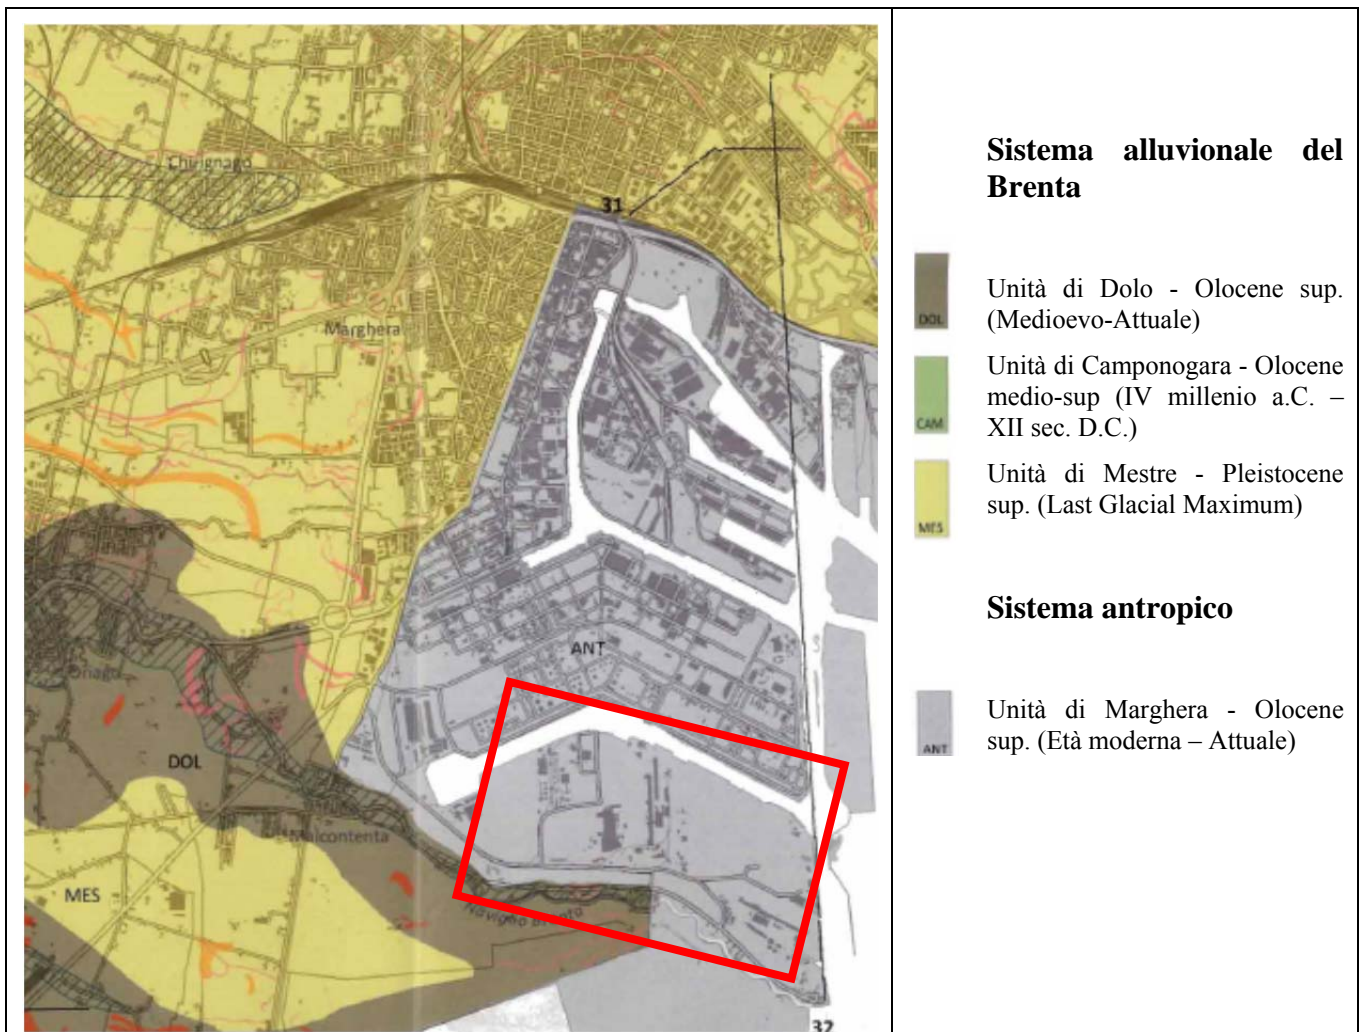 Chirignago
31
Marghera
ANT
Oriago
DOL
Malcontenta
MES
Naviglio Brenta
32
Sistema alluvionale del
Brenta
DOL
Unità di Dolo - Olocene sup.
(Medioevo-Attuale)
CAM
Unità di Camponogara - Olocene
medio-sup (IV millenio a.C. –
XII sec. D.C.)
MES
Unità di Mestre - Pleistocene
sup. (Last Glacial Maximum)
Sistema antropico
ANT
Unità di Marghera - Olocene
sup. (Età moderna – Attuale)